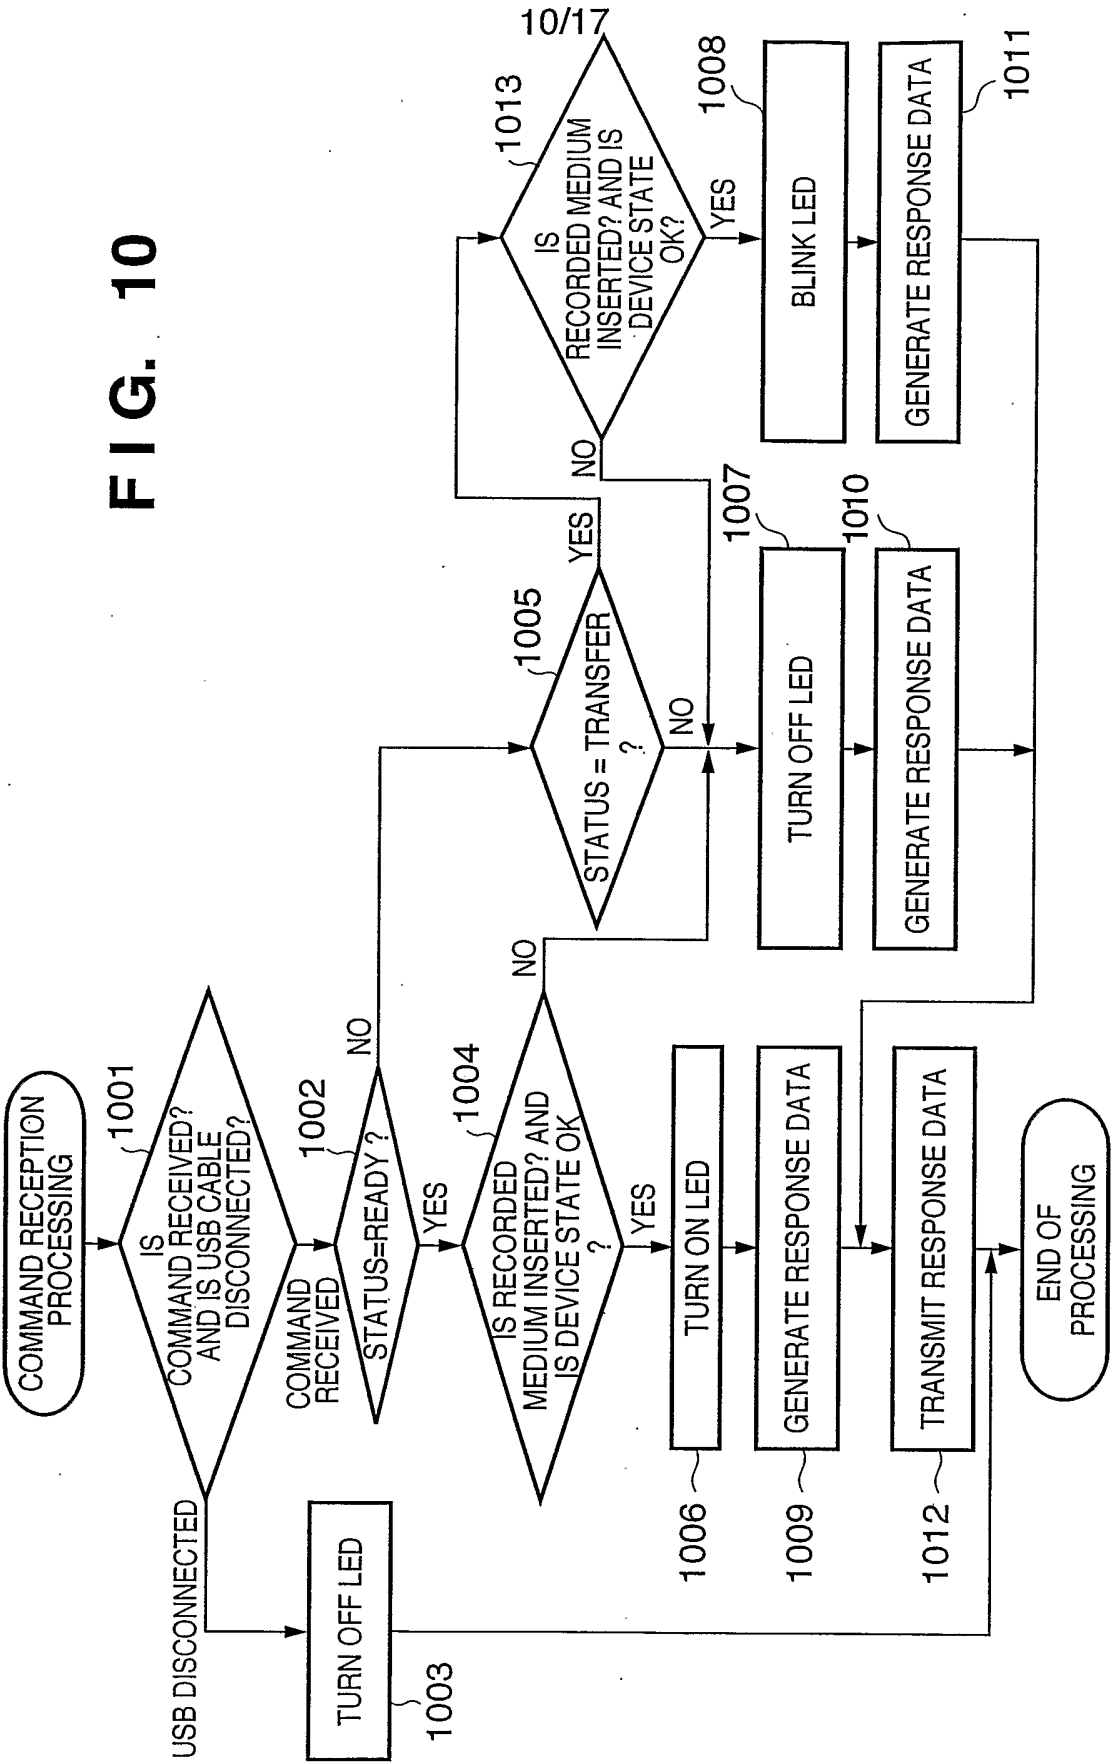 10/17
FIG. 10
COMMAND RECEPTION
PROCESSING
1001
IS
COMMAND RECEIVED?
AND IS USB CABLE
DISCONNECTED?
USB DISCONNECTED
COMMAND
RECEIVED
1002
STATUS=READY ?
NO
YES
1003
TURN OFF LED
1004
IS RECORDED
MEDIUM INSERTED? AND
IS DEVICE STATE OK
?
NO
YES
1005
STATUS = TRANSFER
?
YES
NO
1013
IS
RECORDED MEDIUM
INSERTED? AND IS
DEVICE STATE
OK?
NO
YES
1006
TURN ON LED
1007
TURN OFF LED
1008
BLINK LED
1009
GENERATE RESPONSE DATA
1010
GENERATE RESPONSE DATA
1011
GENERATE RESPONSE DATA
1012
TRANSMIT RESPONSE DATA
END OF
PROCESSING